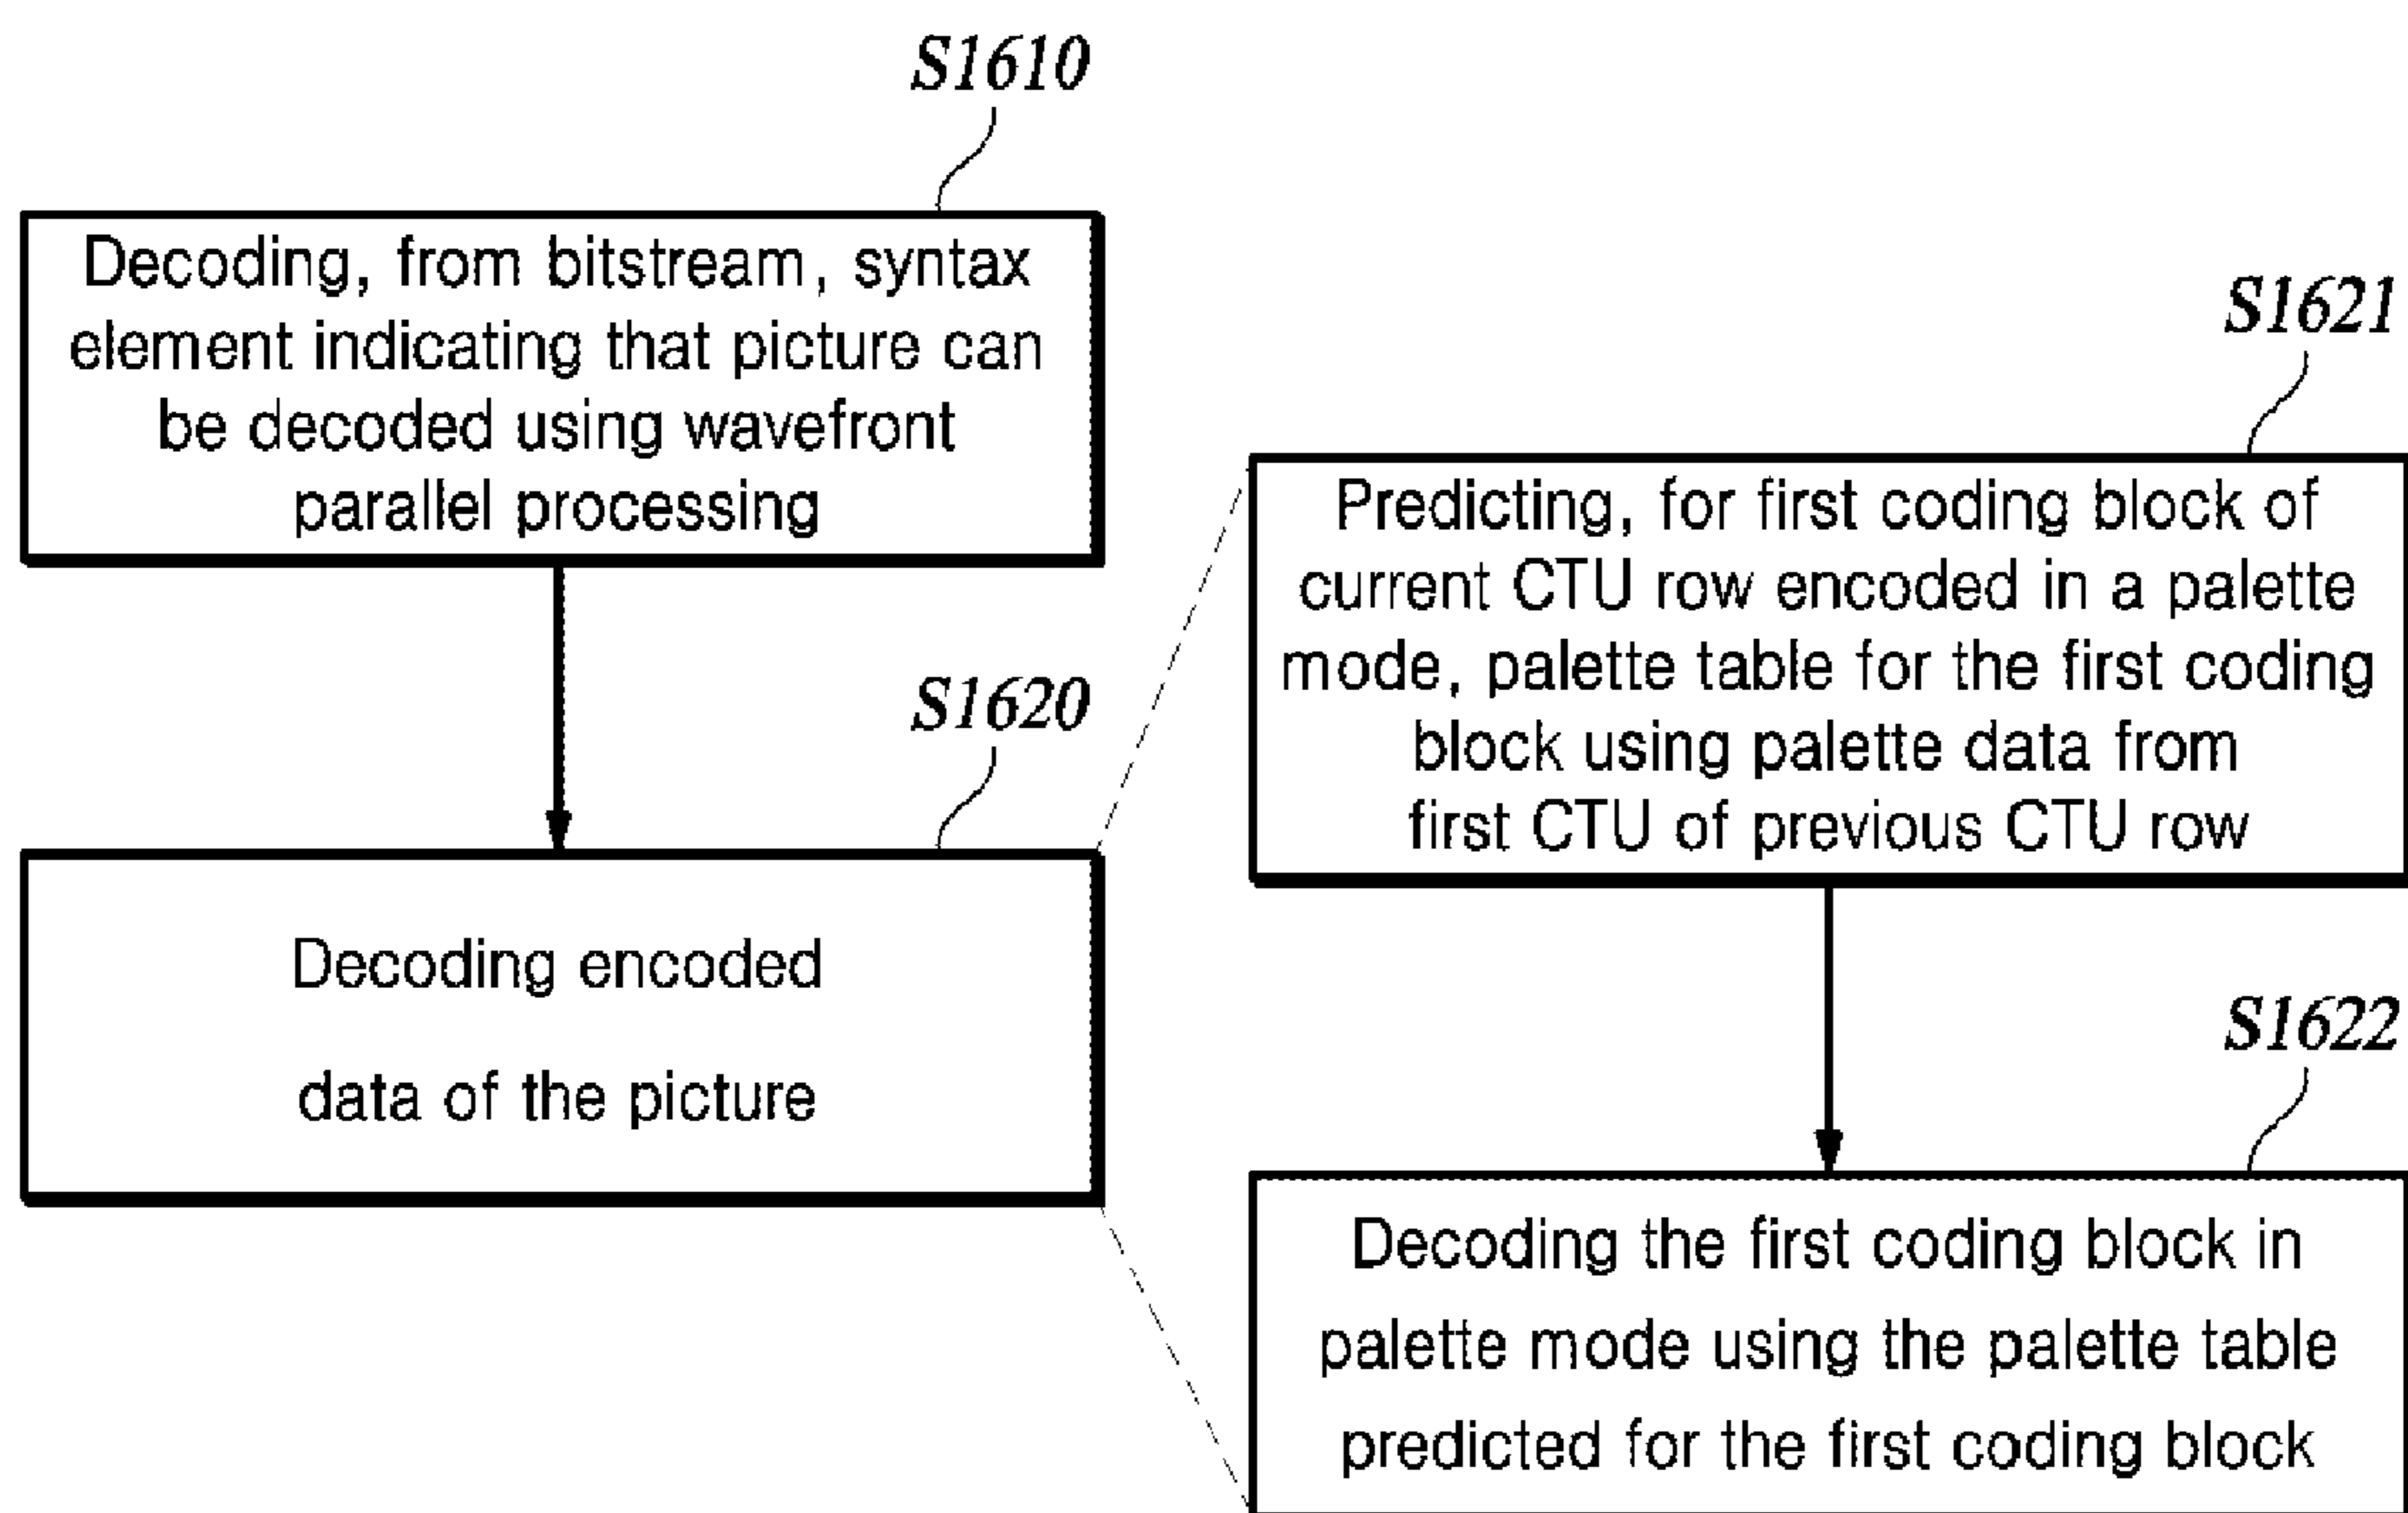 S1610
Decoding, from bitstream, syntax
element indicating that picture can
be decoded using wavefront
parallel processing
S1620
Decoding encoded
data of the picture
S1621
Predicting, for first coding block of
current CTU row encoded in a palette
mode, palette table for the first coding
block using palette data from
first CTU of previous CTU row
S1622
Decoding the first coding block in
palette mode using the palette table
predicted for the first coding block